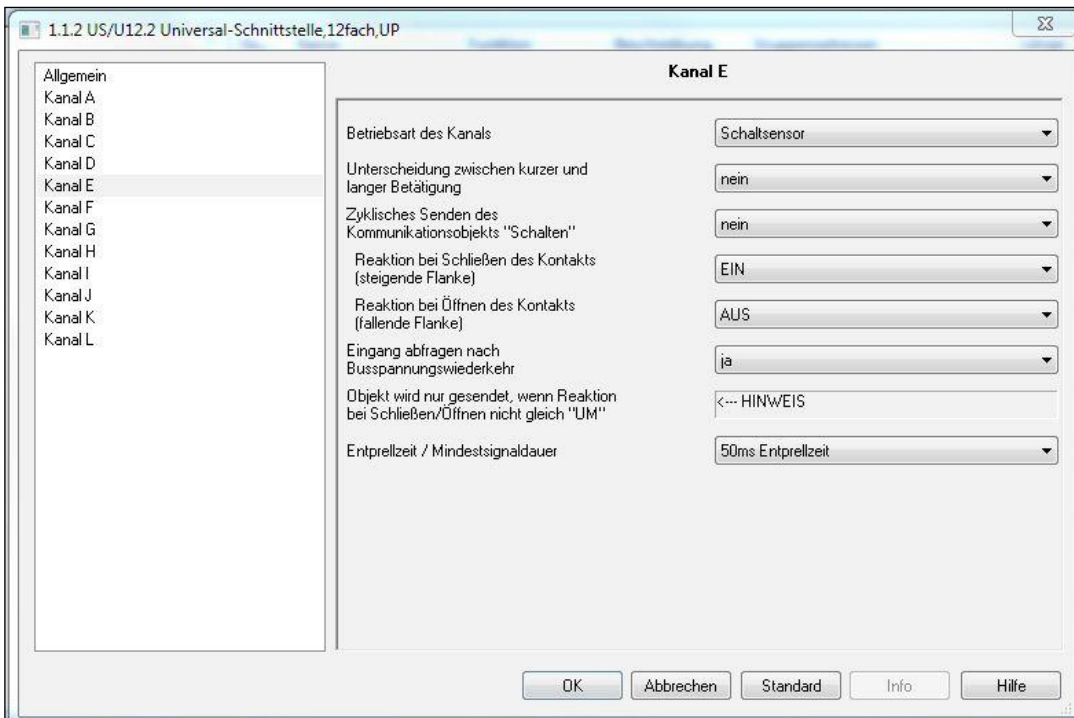 1.1.2 US/U12.2 Universal-Schnittstelle,12fach,UP
Allgemein
Kanal A
Kanal B
Kanal C
Kanal D
Kanal E
Kanal F
Kanal G
Kanal H
Kanal I
Kanal J
Kanal K
Kanal L
Kanal E
Betriebsart des Kanals
Schaltsensor
Unterscheidung zwischen kurzer und
langer Betätigung
nein
Zyklisches Senden des
Kommunikationsobjekts "Schalten"
nein
Reaktion bei Schließen des Kontakts
(steigende Flanke)
EIN
Reaktion bei Öffnen des Kontakts
(fallende Flanke)
AUS
Eingang abfragen nach
Busspannungswiederkehr
ja
Objekt wird nur gesendet, wenn Reaktion
bei Schließen/Öffnen nicht gleich "UM"
<--- HINWEIS
Entprellzeit / Mindestsignaldauer
50ms Entprellzeit
OK
Abbrechen
Standard
Info
Hilfe